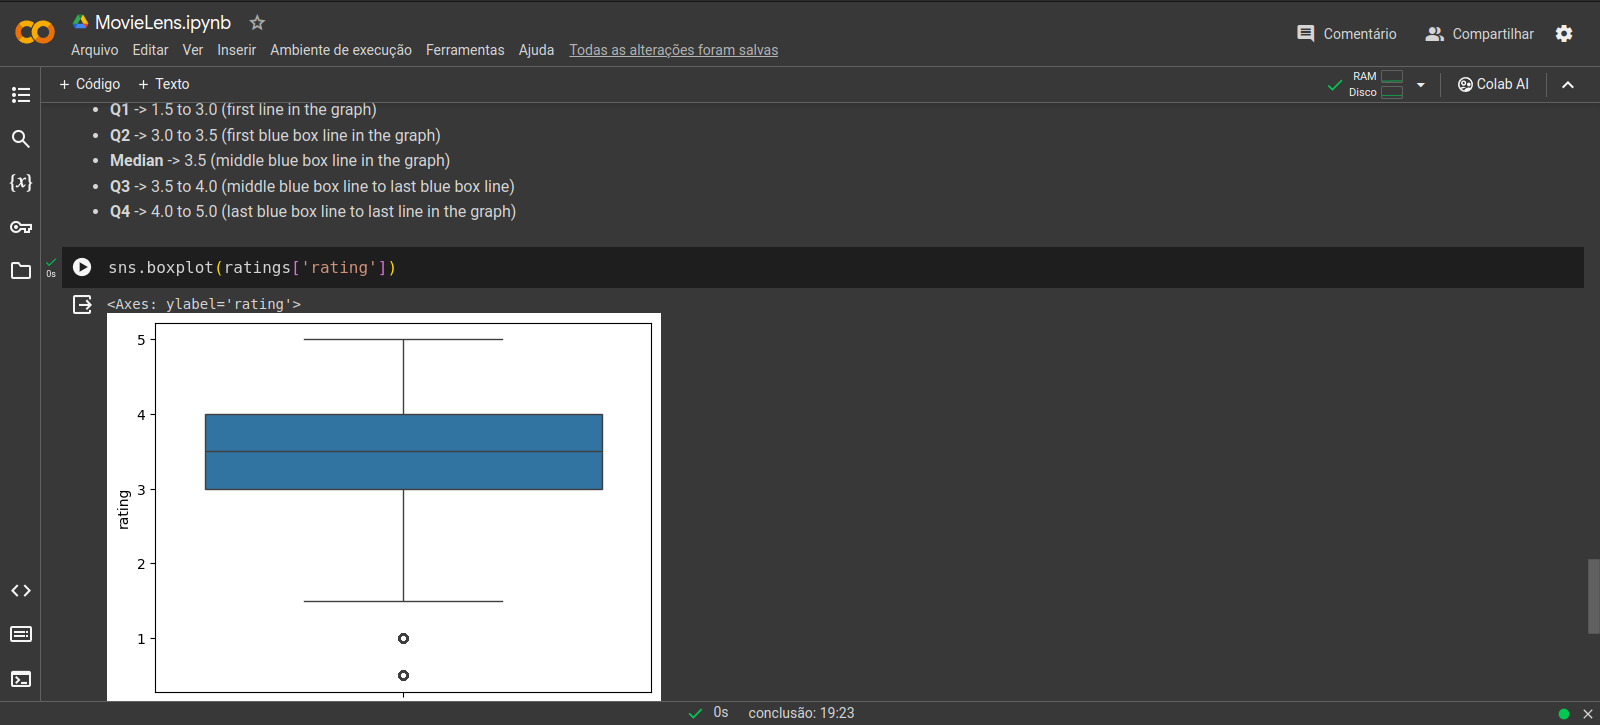 MovieLens.ipynb
Arquivo Editar Ver Inserir Ambiente de execução Ferramentas Ajuda Todas as alterações foram salvas
Comentário
Compartilhar
+ Código + Texto
RAM
Disco
Colab AI
{x}
• Q1 -> 1.5 to 3.0 (first line in the graph)
• Q2 -> 3.0 to 3.5 (first blue box line in the graph)
• Median -> 3.5 (middle blue box line in the graph)
• Q3 -> 3.5 to 4.0 (middle blue box line to last blue box line)
• Q4 -> 4.0 to 5.0 (last blue box line to last line in the graph)
0s
sns.boxplot(ratings['rating'])
<Axes: ylabel='rating'>
5
4
3
2
1
rating
0s conclusão: 19:23